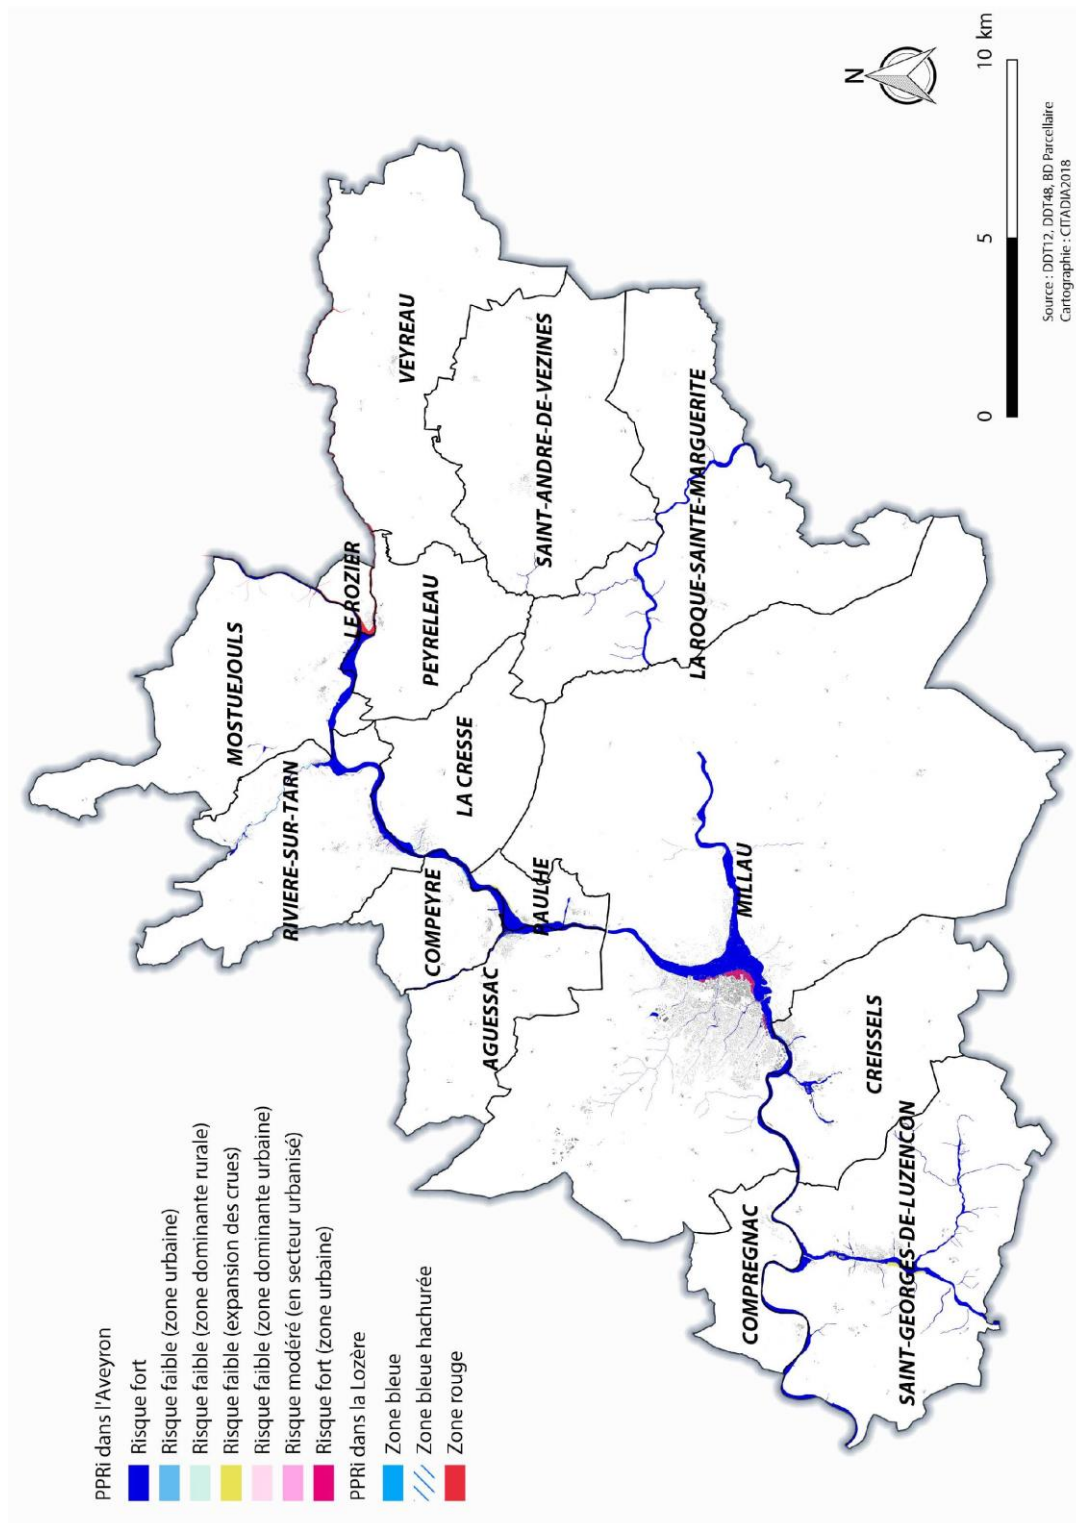 PPRi dans l'Aveyron
Risque fort
Risque faible (zone urbaine)
Risque faible (zone dominante rurale)
Risque faible (expansion des crues)
Risque faible (zone dominante urbaine)
Risque modéré (en secteur urbanisé)
Risque fort (zone urbaine)
PPRi dans la Lozère
Zone bleue
Zone bleue hachurée
Zone rouge
MOSTUEJOULS
RIVIERE-SUR-TARN
LE ROZIER
VEYREAU
PEYRELEAU
COMPEYRE
LA CRESSE
AGUESSAC
PAULHE
SAINT-ANDRE-DE-VEZINES
LA ROQUE-SAINTE-MARGUERITE
MILLAU
COMPREGNAC
CREISSELS
SAINT-GEORGES-DE-LUZENCON
N
0 5 10 km
Source : DDT12, DDT48, BD Parcellaire
Cartographie : CITADIA2018